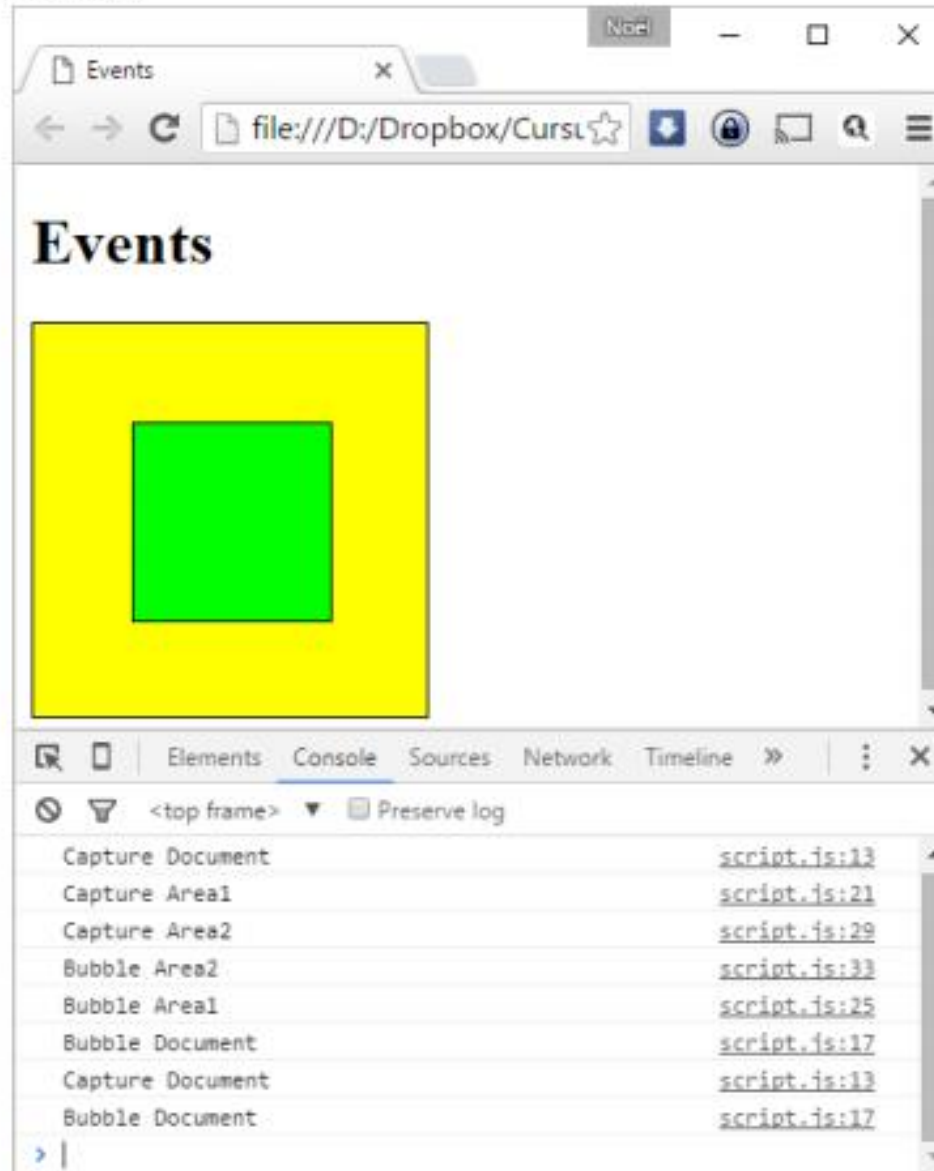 Noël
Events
file:///D:/Dropbox/Cursu
Events
Elements Console Sources Network Timeline »
<top frame> ▼ Preserve log
Capture Document script.js:13
Capture Area1 script.js:21
Capture Area2 script.js:29
Bubble Area2 script.js:33
Bubble Area1 script.js:25
Bubble Document script.js:17
Capture Document script.js:13
Bubble Document script.js:17
>